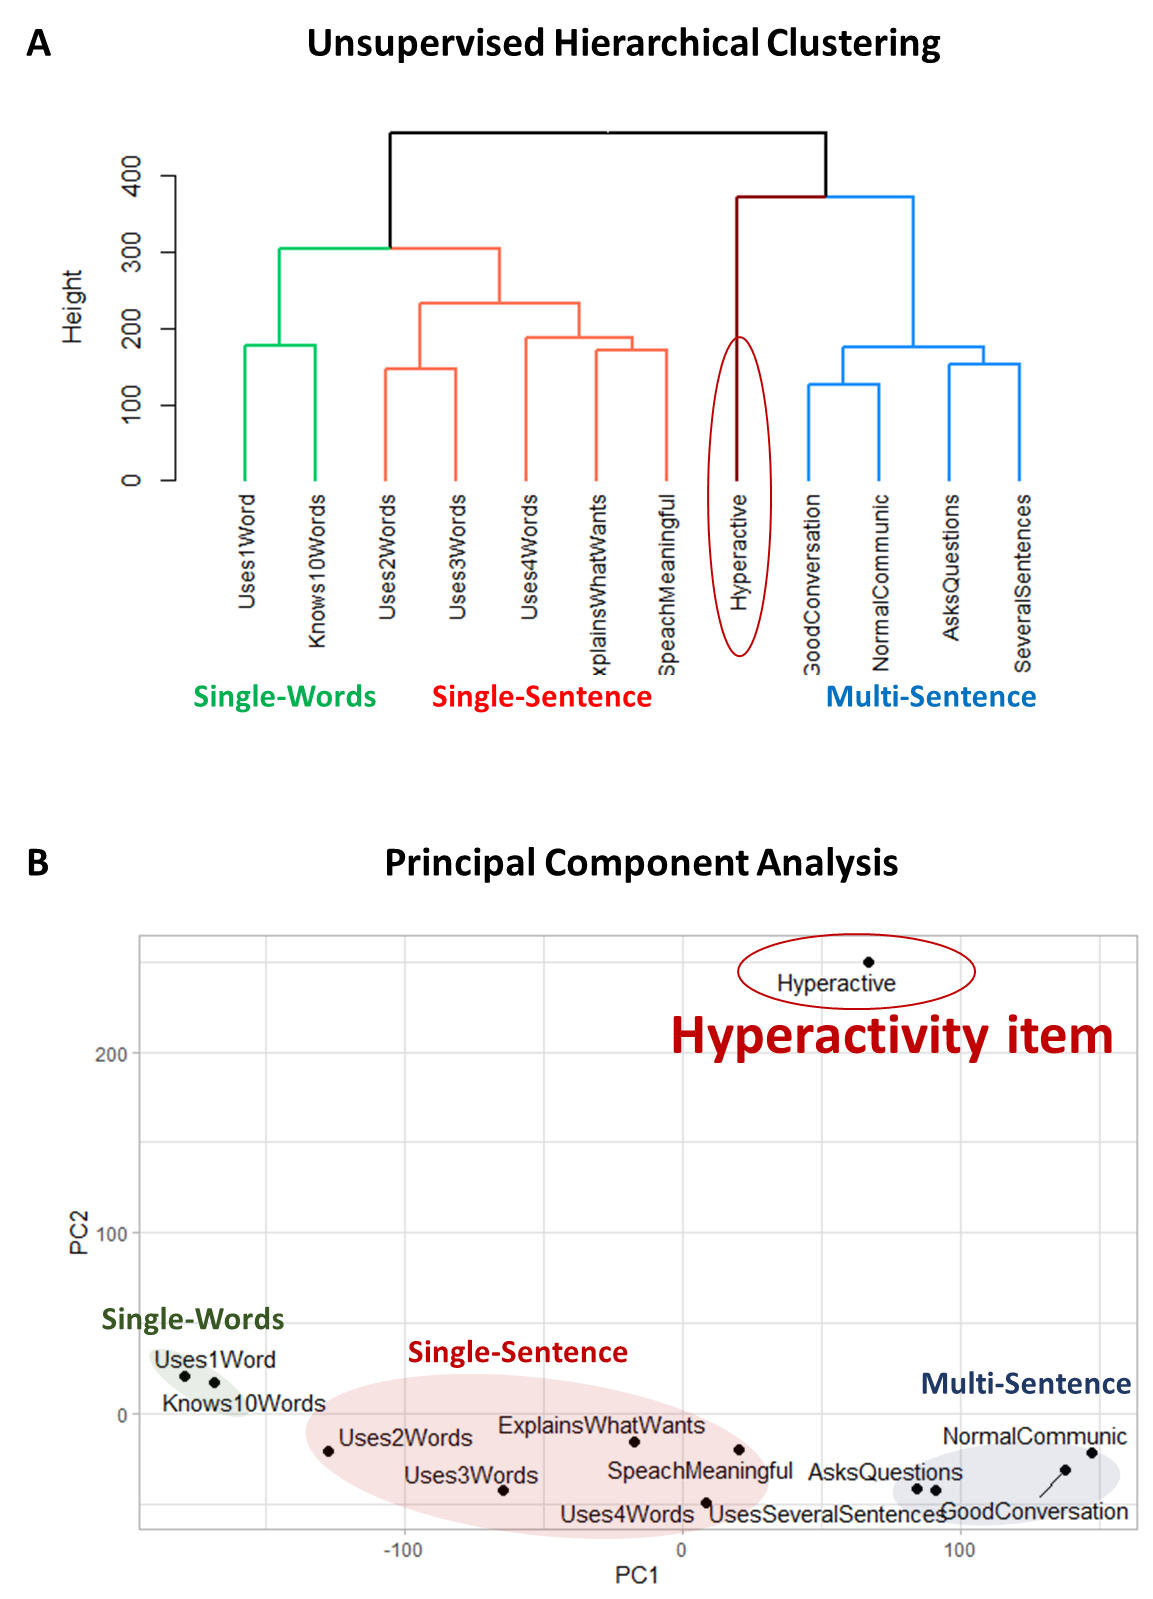 A
Unsupervised Hierarchical Clustering
Height
400
300
200
100
0
Uses1Word
Knows10Words
Uses2Words
Uses3Words
Uses4Words
xplainsWhatWants
SpeachMeaningful
Hyperactive
GoodConversation
NormalCommunic
AsksQuestions
SeveralSentences
Single-Words
Single-Sentence
Multi-Sentence
B
Principal Component Analysis
Hyperactive
Hyperactivity item
200
PC2
100
Single-Words
Single-Sentence
Uses1Word
Multi-Sentence
Knows10Words
0
ExplainsWhatWants
NormalCommunic
Uses2Words
Uses3Words
SpeachMeaningful
AsksQuestions
Uses4Words
UsesSeveralSentences
GoodConversation
-100
0
100
PC1